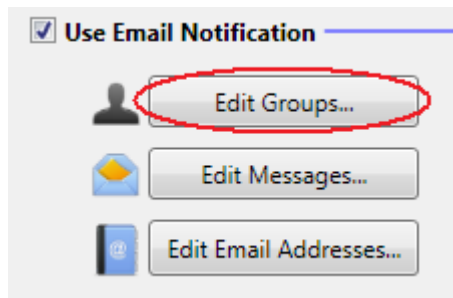 Use Email Notification
Edit Groups...
Edit Messages...
Edit Email Addresses...